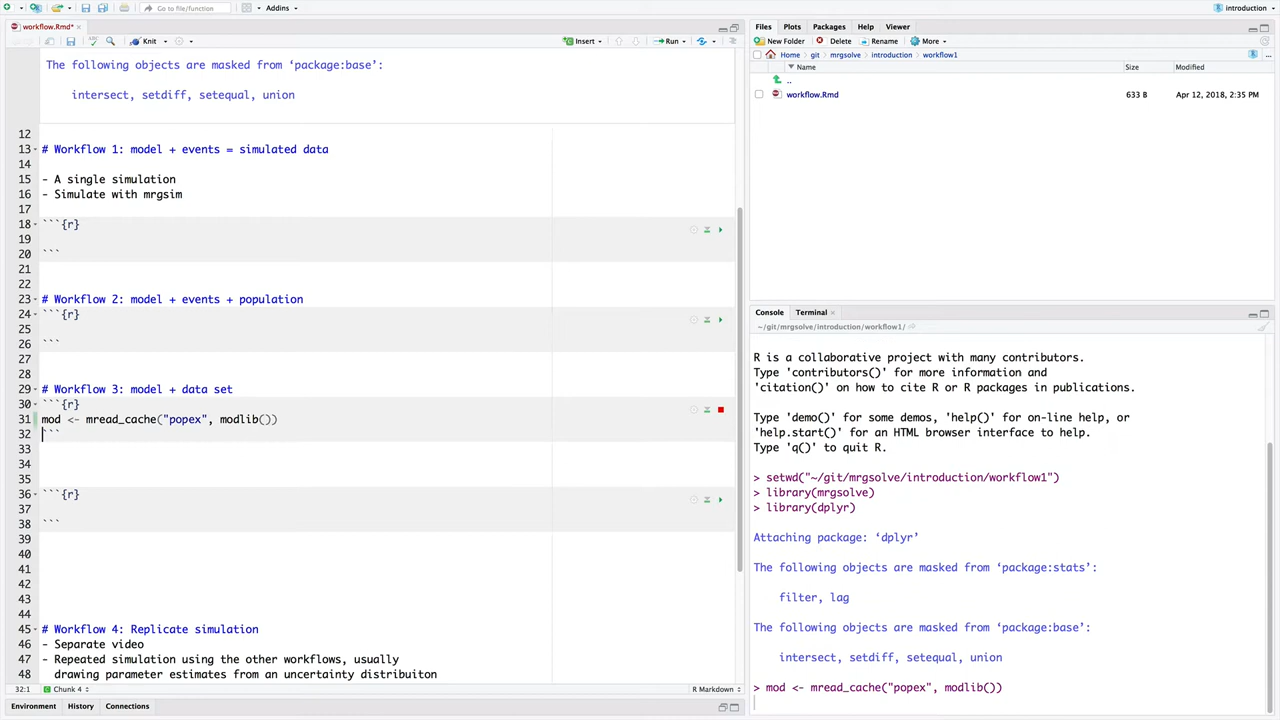 Go to file/function
Addins
introduction
workflow.Rmd*
Knit
Insert
Run
The following objects are masked from ‘package:base’:
intersect, setdiff, setequal, union
12
13 # Workflow 1: model + events = simulated data
14
15 - A single simulation
16 - Simulate with mrgsim
17
18 ```{r}
19
20 ```
21
22
23 # Workflow 2: model + events + population
24 ```{r}
25
26 ```
27
28
29 # Workflow 3: model + data set
30 ```{r}
31 mod <- mread_cache("popex", modlib())
32 ```
33
34
35
36 ```{r}
37
38 ```
39
40
41
42
43
44
45 # Workflow 4: Replicate simulation
46 - Separate video
47 - Repeated simulation using the other workflows, usually
48 drawing parameter estimates from an uncertainty distribuiton
32:1 Chunk 4 R Markdown
Environment History Connections
Files Plots Packages Help Viewer
New Folder Delete Rename More
Home git mrgsolve introduction workflow1 ...
Name Size Modified
..
workflow.Rmd 633 B Apr 12, 2018, 2:35 PM
Console Terminal
~/git/mrgsolve/introduction/workflow1/
R is a collaborative project with many contributors.
Type 'contributors()' for more information and
'citation()' on how to cite R or R packages in publications.
Type 'demo()' for some demos, 'help()' for on-line help, or
'help.start()' for an HTML browser interface to help.
Type 'q()' to quit R.
> setwd("~/git/mrgsolve/introduction/workflow1")
> library(mrgsolve)
> library(dplyr)
Attaching package: ‘dplyr’
The following objects are masked from ‘package:stats’:
filter, lag
The following objects are masked from ‘package:base’:
intersect, setdiff, setequal, union
> mod <- mread_cache("popex", modlib())